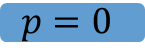 p = 0